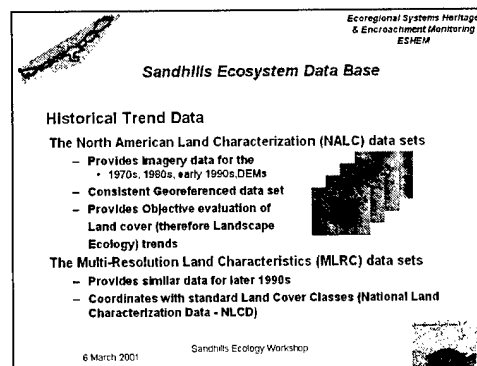 Ecoregional Systems Heritage
& Encroachment Monitoring
ESHEM
Sandhills Ecosystem Data Base
Historical Trend Data
The North American Land Characterization (NALC) data sets
– Provides imagery data for the
• 1970s, 1980s, early 1990s,DEMs
– Consistent Georeferenced data set
– Provides Objective evaluation of
Land cover (therefore Landscape
Ecology) trends
The Multi-Resolution Land Characteristics (MLRC) data sets
– Provides similar data for later 1990s
– Coordinates with standard Land Cover Classes (National Land
Characterization Data - NLCD)
6 March 2001
Sandhills Ecology Workshop